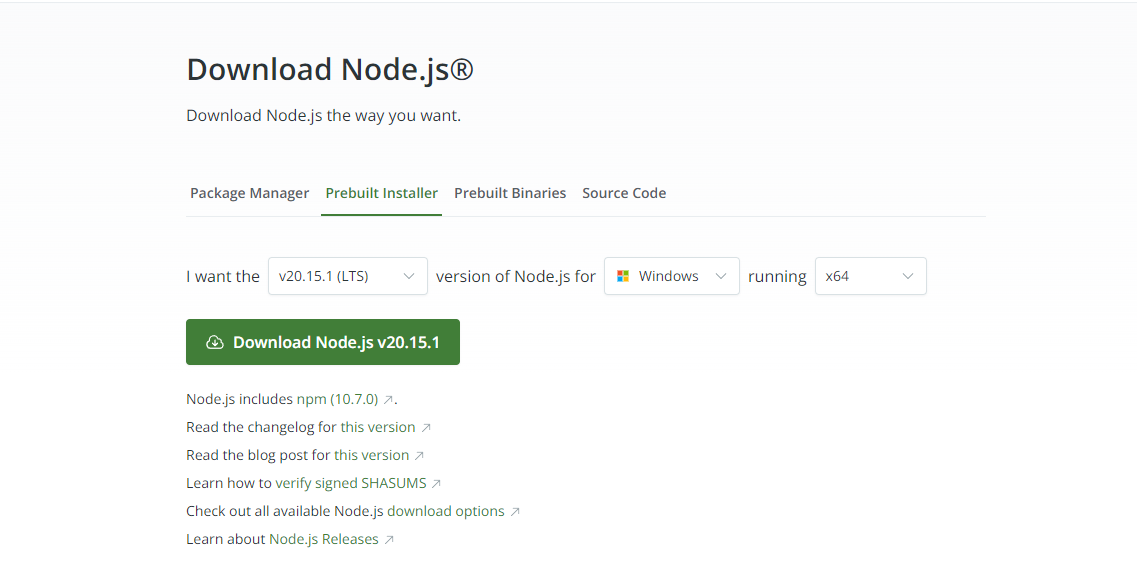 Download Node.js®
Download Node.js the way you want.
Package Manager Prebuilt Installer Prebuilt Binaries Source Code
I want the v20.15.1 (LTS) version of Node.js for Windows running x64
Download Node.js v20.15.1
Node.js includes npm (10.7.0) ↗.
Read the changelog for this version ↗
Read the blog post for this version ↗
Learn how to verify signed SHASUMS ↗
Check out all available Node.js download options ↗
Learn about Node.js Releases ↗